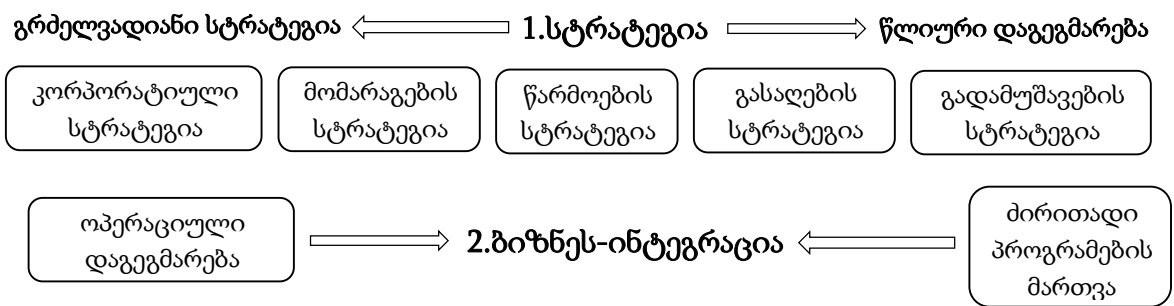 გრძელვადიანი სტრატეგია 1.სტრატეგია წლიური დაგეგმარება
კორპორატიული
სტრატეგია
მომარაგების
სტრატეგია
წარმოების
სტრატეგია
გასაღების
სტრატეგია
გადამუშავების
სტრატეგია
ოპერაციული
დაგეგმარება
2.ბიზნეს-ინტეგრაცია
ძირითადი
პროგრამების
მართვა